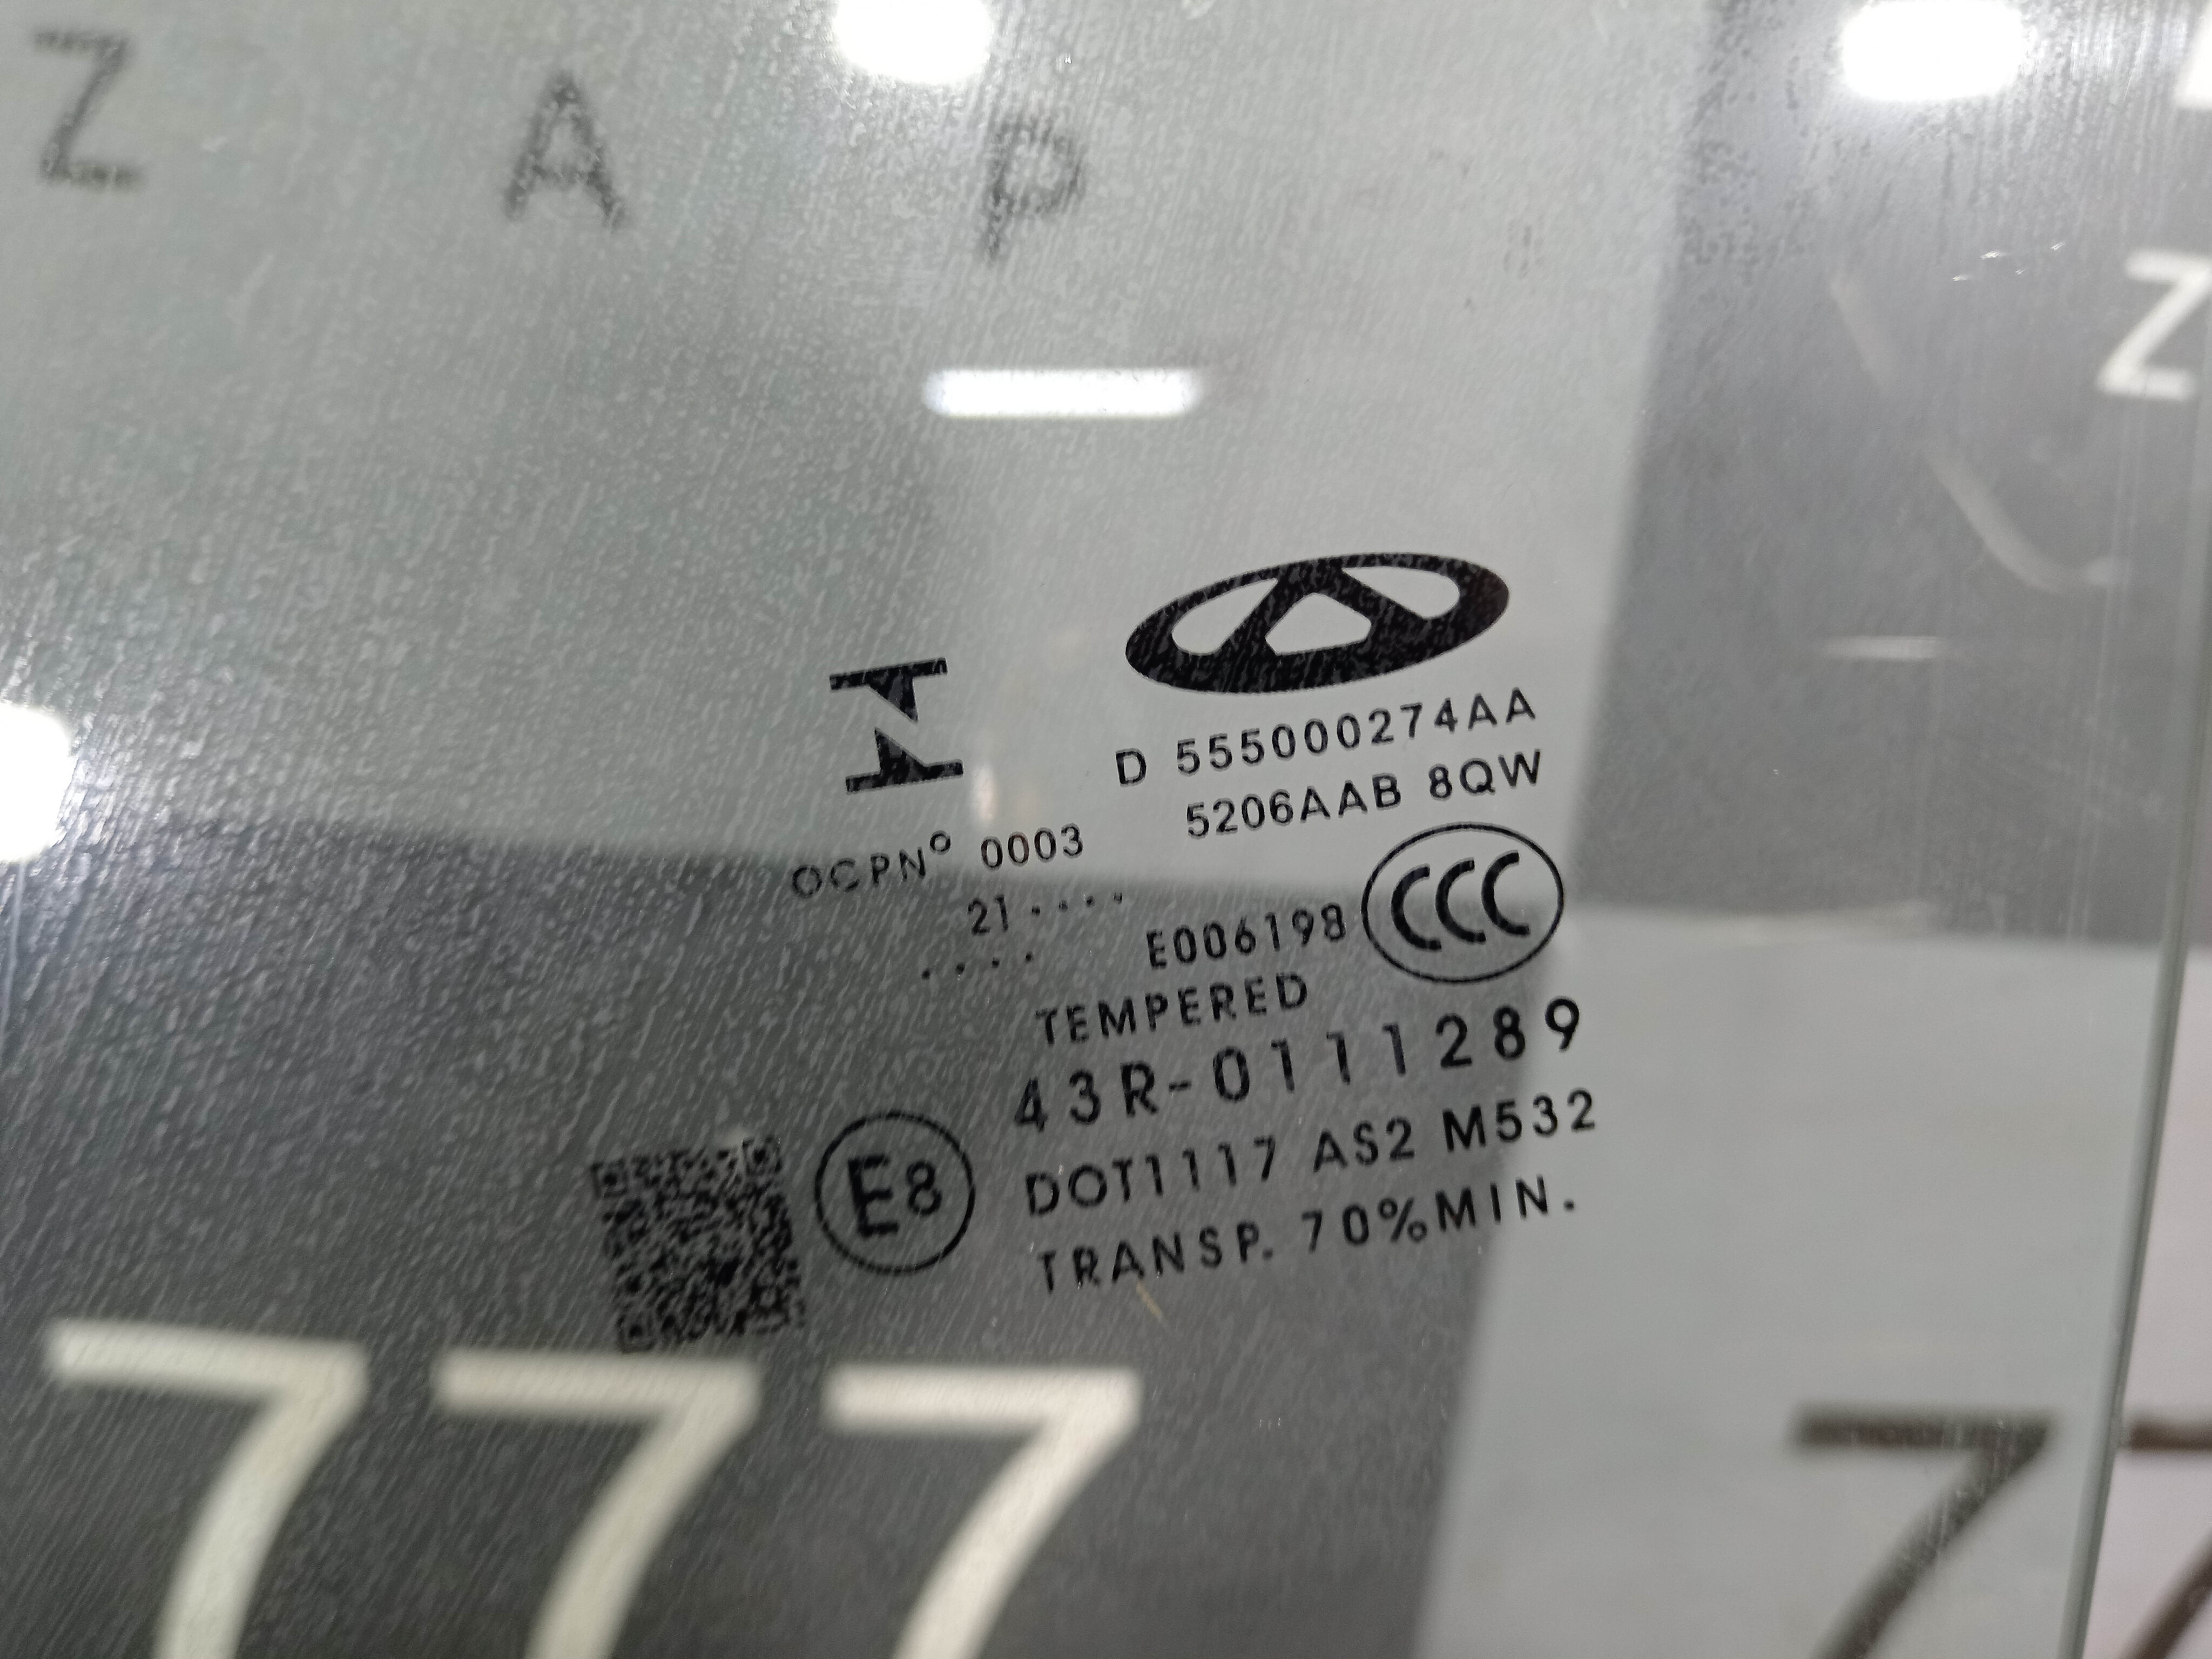 Z A P
Z
D 555000274AA
5206AAB 8QW
OCPN° 0003
21 ....
....
E006198 CCC
TEMPERED
43R-0111289
E8
DOT1117 AS2 M532
TRANSP. 70%MIN.
777
77